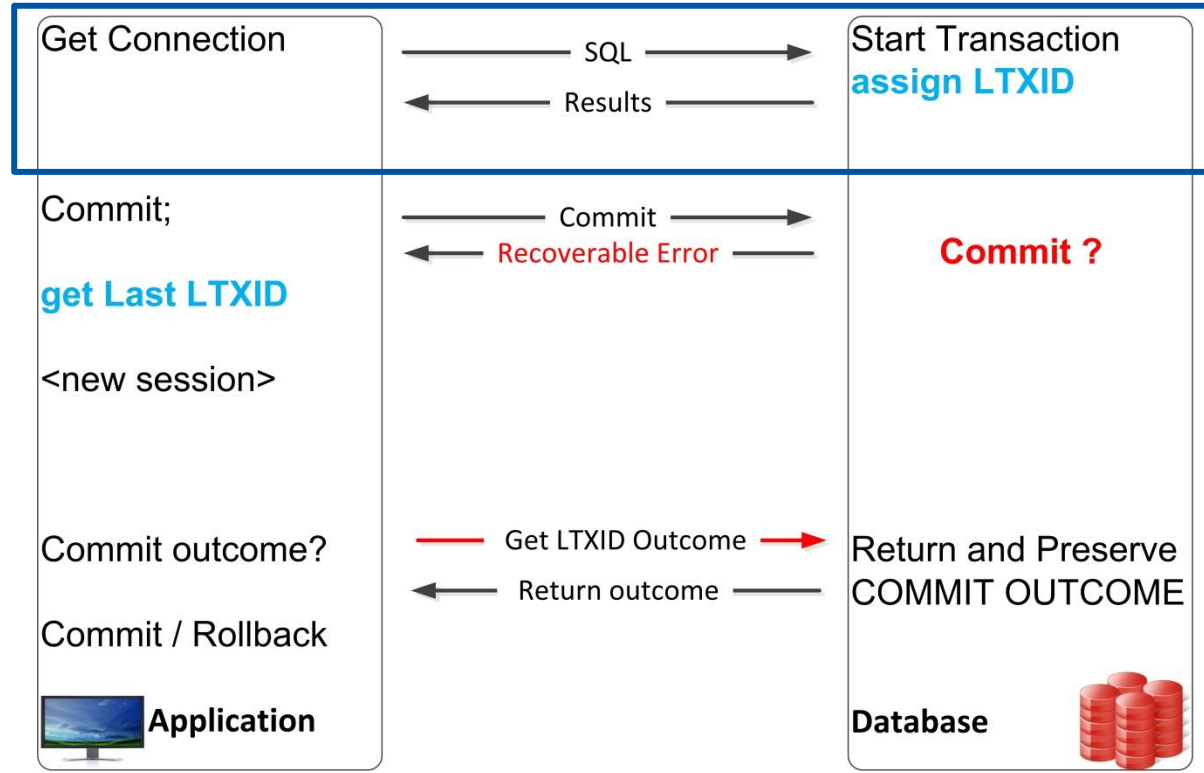 Get Connection
SQL
Start Transaction
assign LTXID
Results
Commit;
Commit
Recoverable Error
Commit ?
get Last LTXID
<new session>
Commit outcome?
Get LTXID Outcome
Return and Preserve
Return outcome
COMMIT OUTCOME
Commit / Rollback
Application
Database